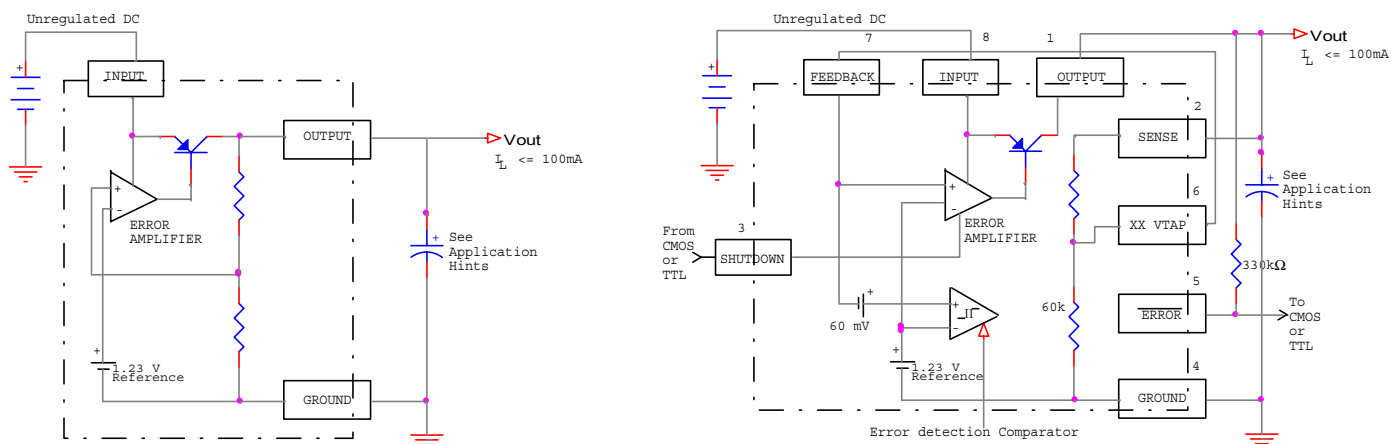 Unregulated DC
+
INPUT
OUTPUT
Vout
I_L <= 100mA
+
-
ERROR
AMPLIFIER
+
See
Application
Hints
+
1.23 V
Reference
GROUND
Unregulated DC
7
8
1
Vout
I_L <= 100mA
+
FEEDBACK
INPUT
OUTPUT
2
SENSE
+
See
Application
Hints
+
-
ERROR
AMPLIFIER
6
XX VTAP
From
CMOS
or
TTL
3
SHUTDOWN
330kΩ
5
ERROR
To
CMOS
or
TTL
+
60 mV
+
-
60k
+
1.23 V
Reference
4
GROUND
Error detection Comparator